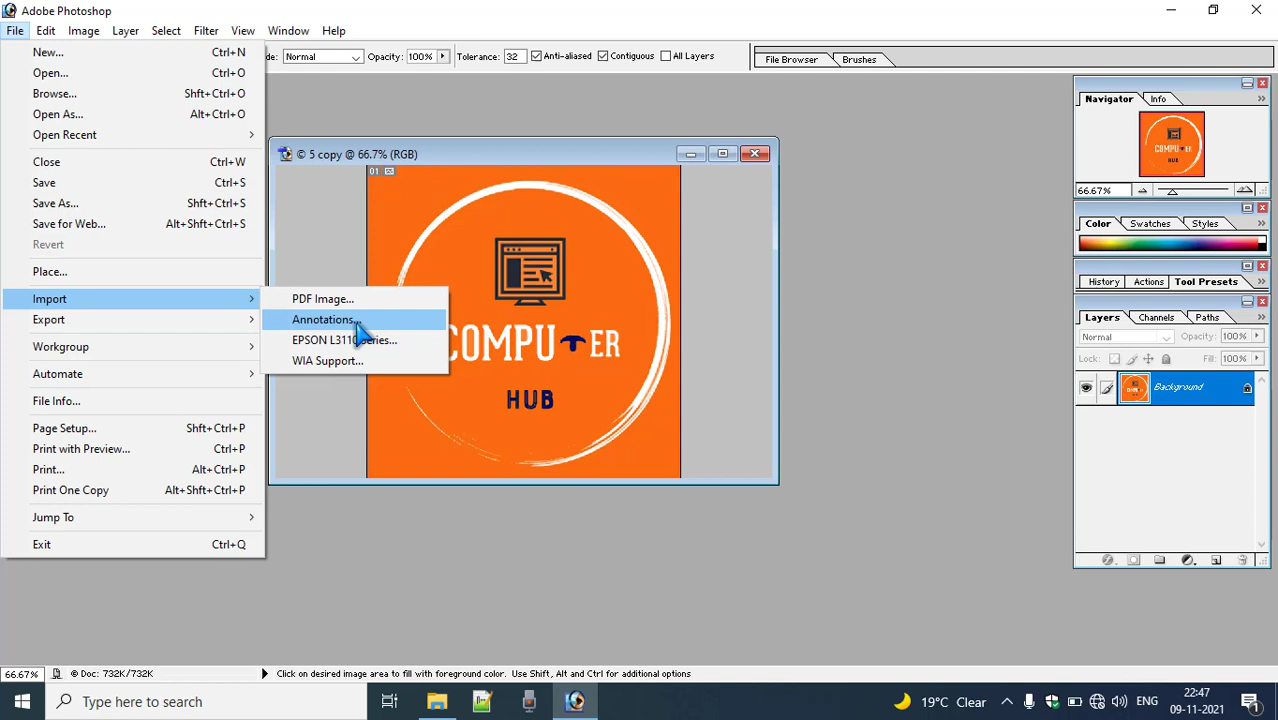 Adobe Photoshop
File Edit Image Layer Select Filter View Window Help
New... Ctrl+N
Open... Ctrl+O
Browse... Shft+Ctrl+O
Open As... Alt+Ctrl+O
Open Recent
Close Ctrl+W
Save Ctrl+S
Save As... Shft+Ctrl+S
Save for Web... Alt+Shft+Ctrl+S
Revert
Place...
Import
Export
Workgroup
Automate
File Info...
Page Setup... Shft+Ctrl+P
Print with Preview... Ctrl+P
Print... Alt+Ctrl+P
Print One Copy Alt+Shft+Ctrl+P
Jump To
Exit Ctrl+Q
PDF Image...
Annotations...
EPSON L3110 Series...
WIA Support...
Normal Opacity: 100% Tolerance: 32 Anti-aliased Contiguous All Layers
File Browser Brushes
© 5 copy @ 66.7% (RGB)
01
COMPUTER
HUB
Navigator Info
COMPUTER
HUB
66.67%
Color Swatches Styles
History Actions Tool Presets
Layers Channels Paths
Normal Opacity: 100%
Lock: Fill: 100%
Background
66.67% Doc: 732K/732K Click on desired image area to fill with foreground color. Use Shift, Alt and Ctrl for additional options
Type here to search
19°C Clear
ENG
22:47
09-11-2021
1